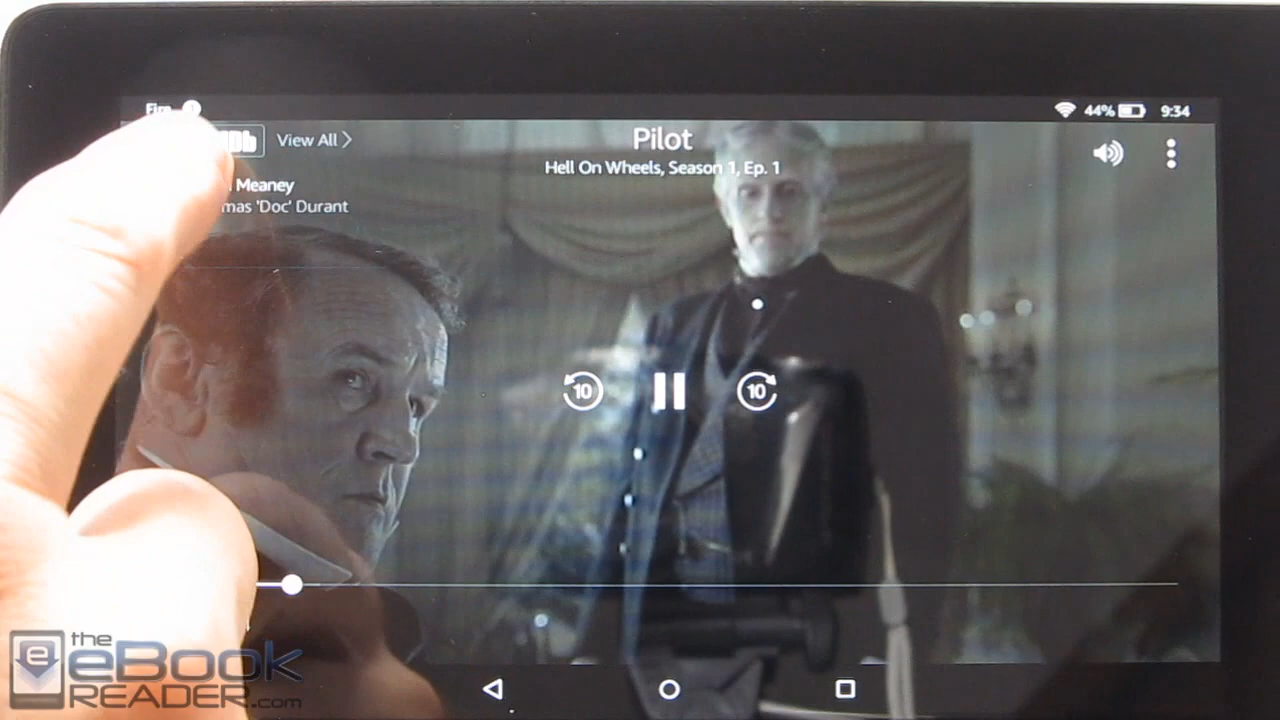 Fire
44%
9:34
View All
Pilot
Hell On Wheels, Season 1, Ep. 1
Meaney
'Doc' Durant
10
10
the
eBook
READER.com